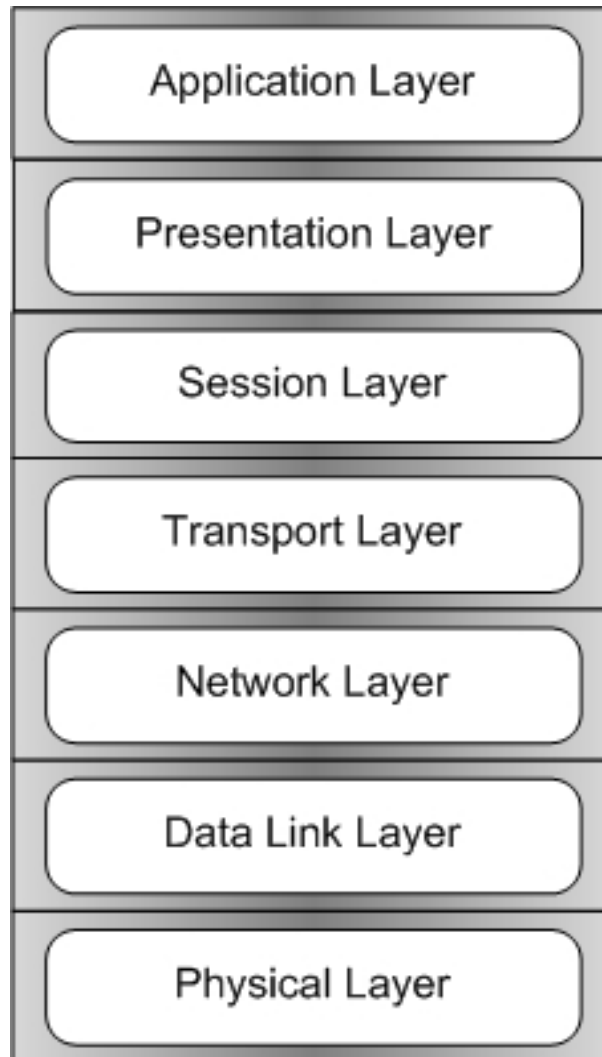 Application Layer
Presentation Layer
Session Layer
Transport Layer
Network Layer
Data Link Layer
Physical Layer